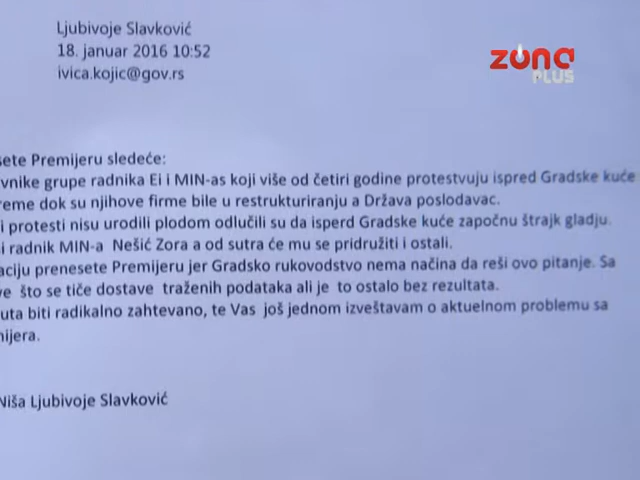 Ljubivoje Slavković
18. januar 2016 10:52
ivica.kojic@gov.rs
zona
PLUS
sete Premijeru sledeće:
vnike grupe radnika Ei i MIN-as koji više od četiri godine protestvuju ispred Gradske kuće
reme dok su njihove firme bile u restrukturiranju a Država poslodavac.
i protesti nisu urodili plodom odlučili su da isperd Gradske kuće započnu štrajk gladju.
i radnik MIN-a Nešić Zora a od sutra će mu se pridružiti i ostali.
aciju prenesete Premijeru jer Gradsko rukovodstvo nema načina da reši ovo pitanje. Sa
ve što se tiče dostave traženih podataka ali je to ostalo bez rezultata.
uta biti radikalno zahtevano, te Vas još jednom izveštavam o aktuelnom problemu sa
nijera.
Niša Ljubivoje Slavković